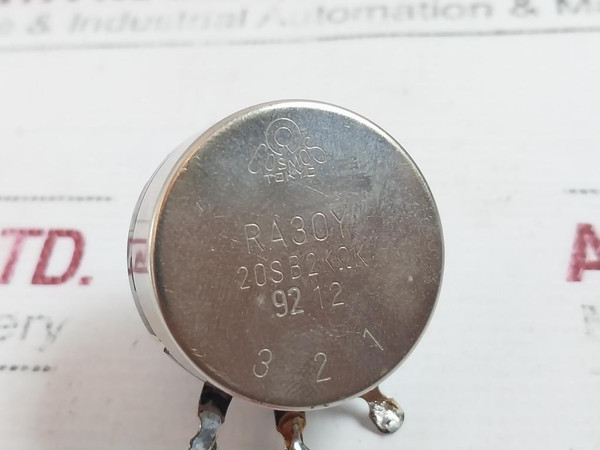 & Industrial Automation & M
COSMOS
TOKYO
RA30Y
20SB2KΩK
92 12
3 2 1
TD.
ery